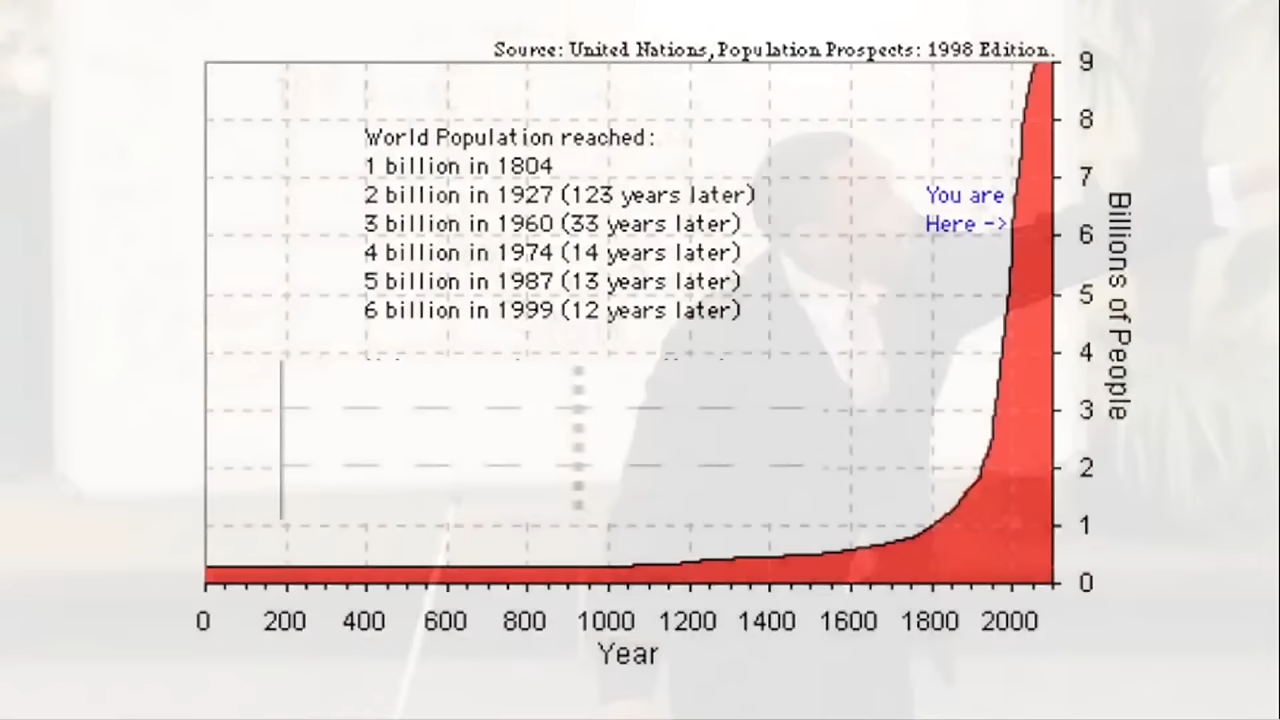 Source: United Nations, Population Prospects: 1998 Edition.
World Population reached:
1 billion in 1804
2 billion in 1927 (123 years later)
3 billion in 1960 (33 years later)
4 billion in 1974 (14 years later)
5 billion in 1987 (13 years later)
6 billion in 1999 (12 years later)
You are
Here ->
9
8
7
6
5
4
3
2
1
0
Billions of People
0 200 400 600 800 1000 1200 1400 1600 1800 2000
Year